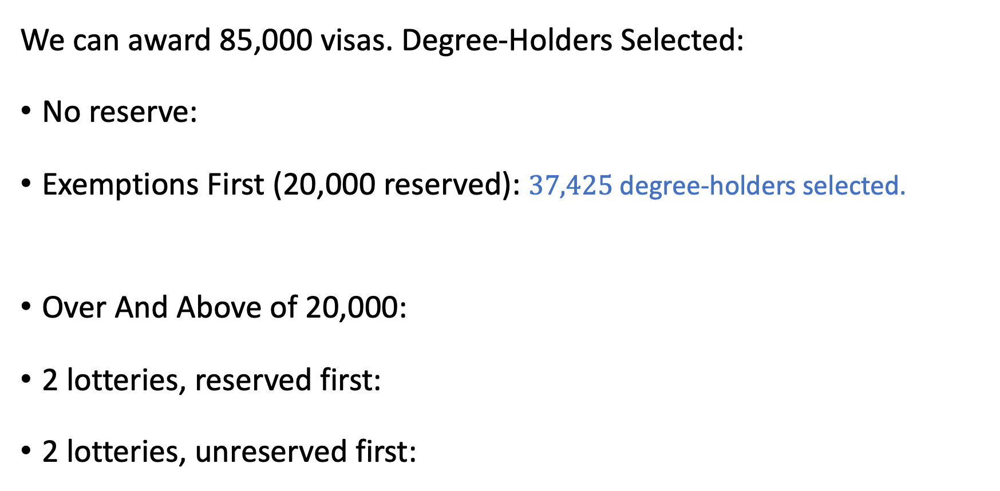 We can award 85,000 visas. Degree-Holders Selected:
• No reserve:
• Exemptions First (20,000 reserved): 37,425 degree-holders selected.
• Over And Above of 20,000:
• 2 lotteries, reserved first:
• 2 lotteries, unreserved first: